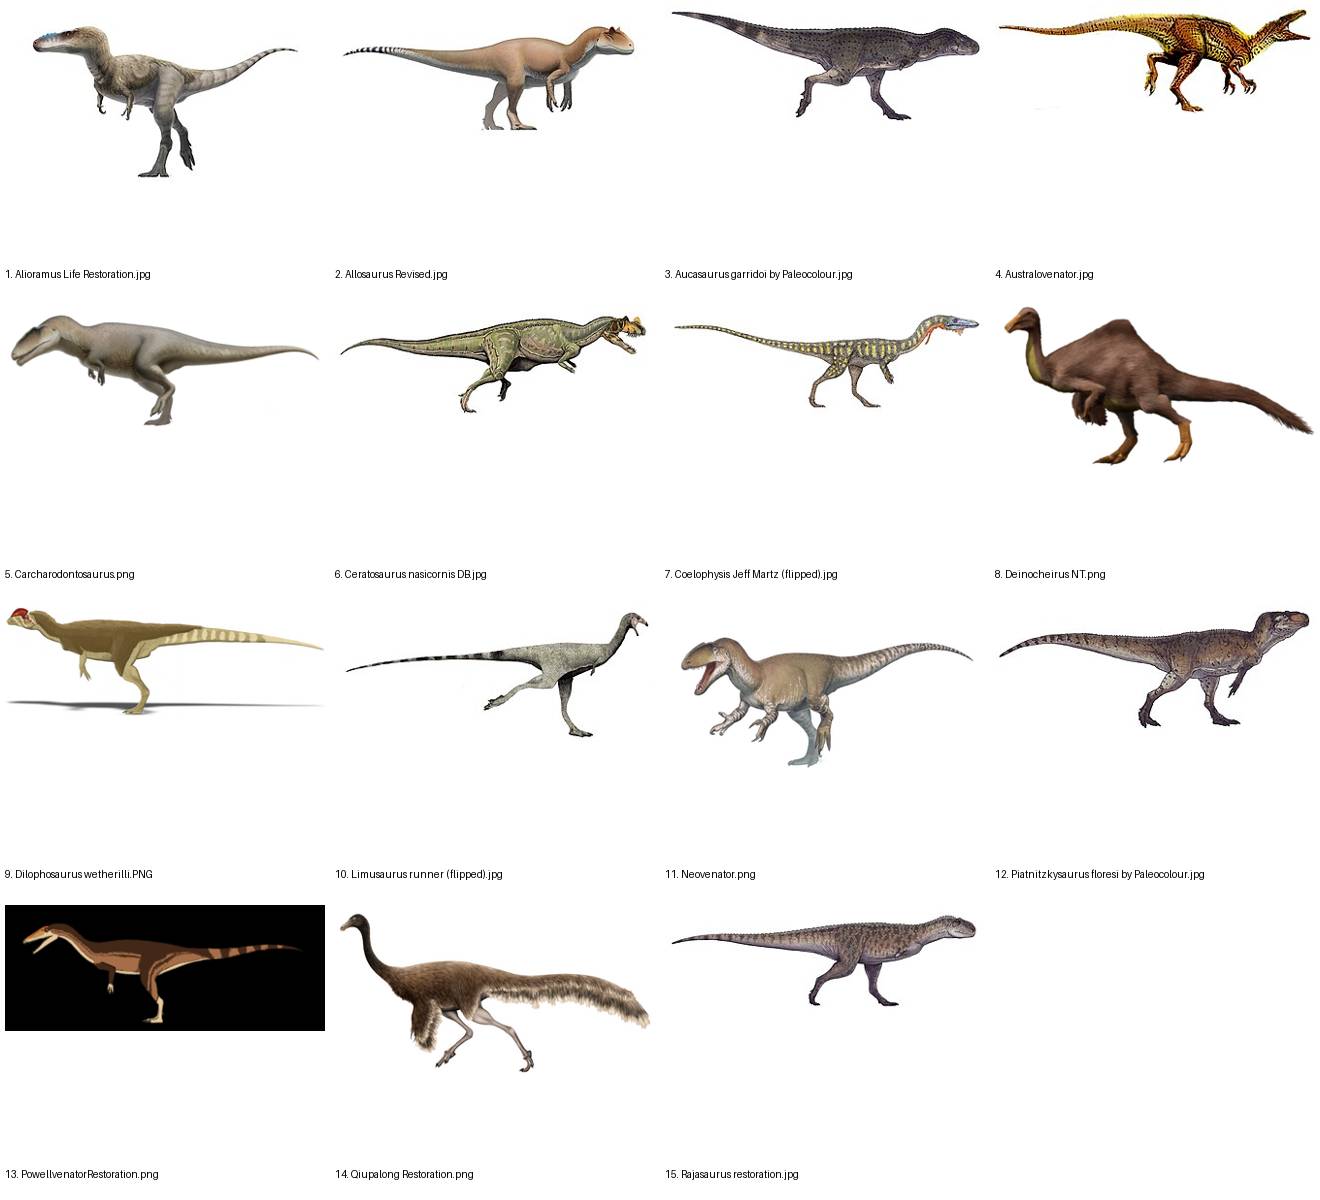 1. Alioramus Life Restoration.jpg
2. Allosaurus Revised.jpg
3. Aucasaurus garridoi by Paleocolour.jpg
4. Australovenator.jpg
5. Carcharodontosaurus.png
6. Ceratosaurus nasicornis DB.jpg
7. Coelophysis Jeff Martz (flipped).jpg
8. Deinocheirus NT.png
9. Dilophosaurus wetherilli.PNG
10. Limusaurus runner (flipped).jpg
11. Neovenator.png
12. Piatnitzkysaurus floresi by Paleocolour.jpg
13. PowellvenatorRestoration.png
14. Qiupalong Restoration.png
15. Rajasaurus restoration.jpg